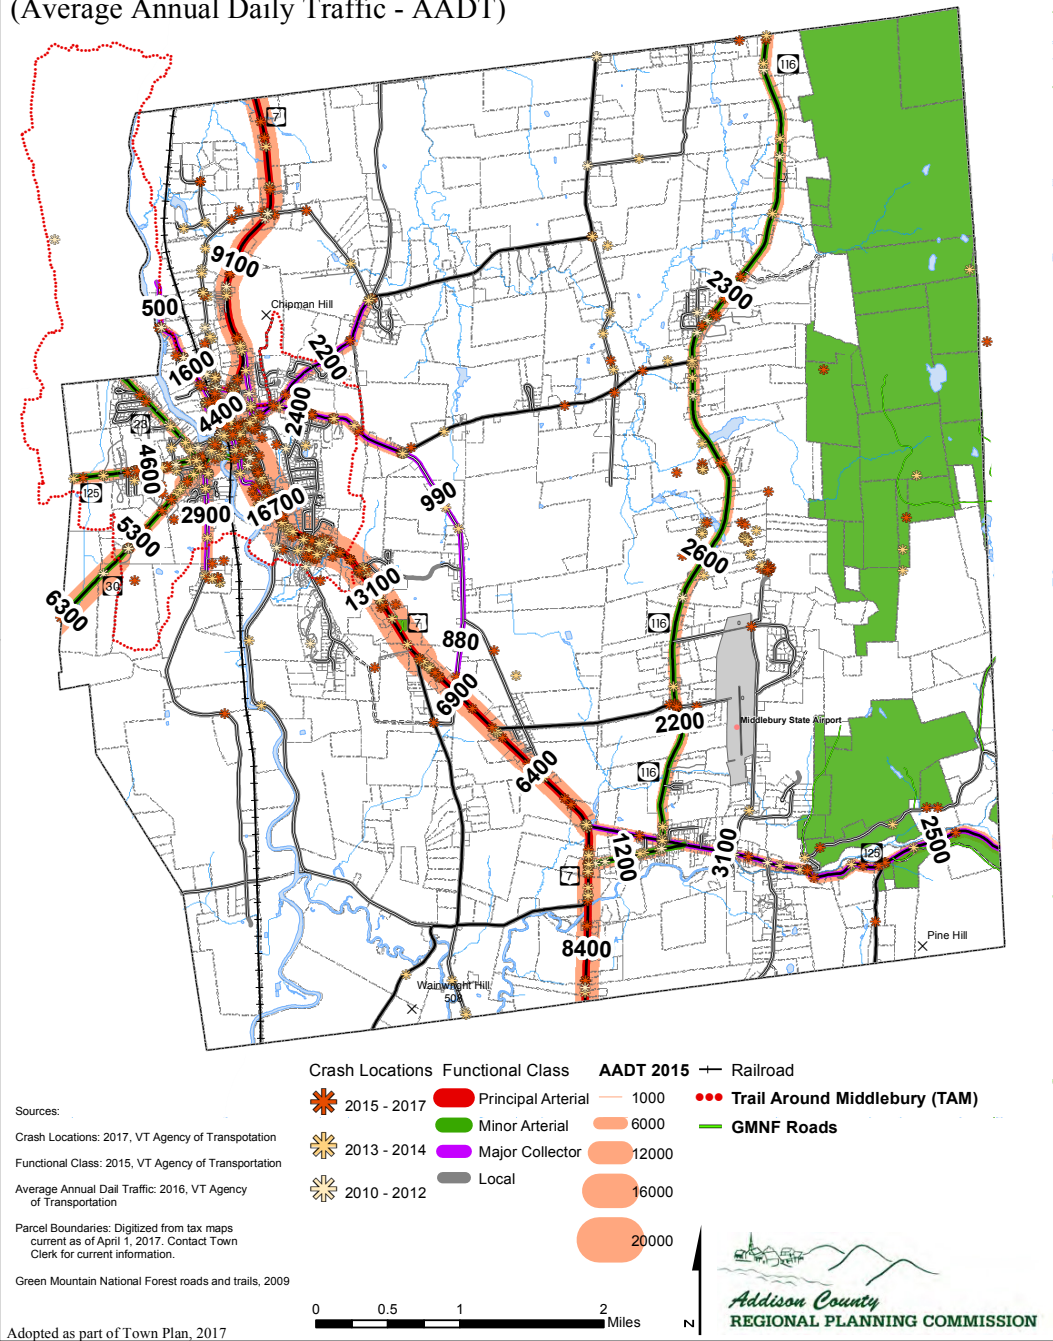 (Average Annual Daily Traffic - AADT)
116
7
9100
2300
500
Chipman Hill
1600
2200
4400
2400
23
4600
125
990
2900
16700
5300
2600
30
13100
6300
7
116
880
6900
2200
Middlebury State Airport
6400
116
1200
3100
2500
125
7
8400
Pine Hill
Wainwright Hill
508
Crash Locations
2015 - 2017
2013 - 2014
2010 - 2012
Functional Class
Principal Arterial
Minor Arterial
Major Collector
Local
AADT 2015
1000
6000
12000
16000
20000
Railroad
Trail Around Middlebury (TAM)
GMNF Roads
Sources:
Crash Locations: 2017, VT Agency of Transpotation
Functional Class: 2015, VT Agency of Transportation
Average Annual Dail Traffic: 2016, VT Agency
of Transportation
Parcel Boundaries: Digitized from tax maps
current as of April 1, 2017. Contact Town
Clerk for current information.
Green Mountain National Forest roads and trails, 2009
Adopted as part of Town Plan, 2017
0 0.5 1 2
Miles
N
Addison County
REGIONAL PLANNING COMMISSION